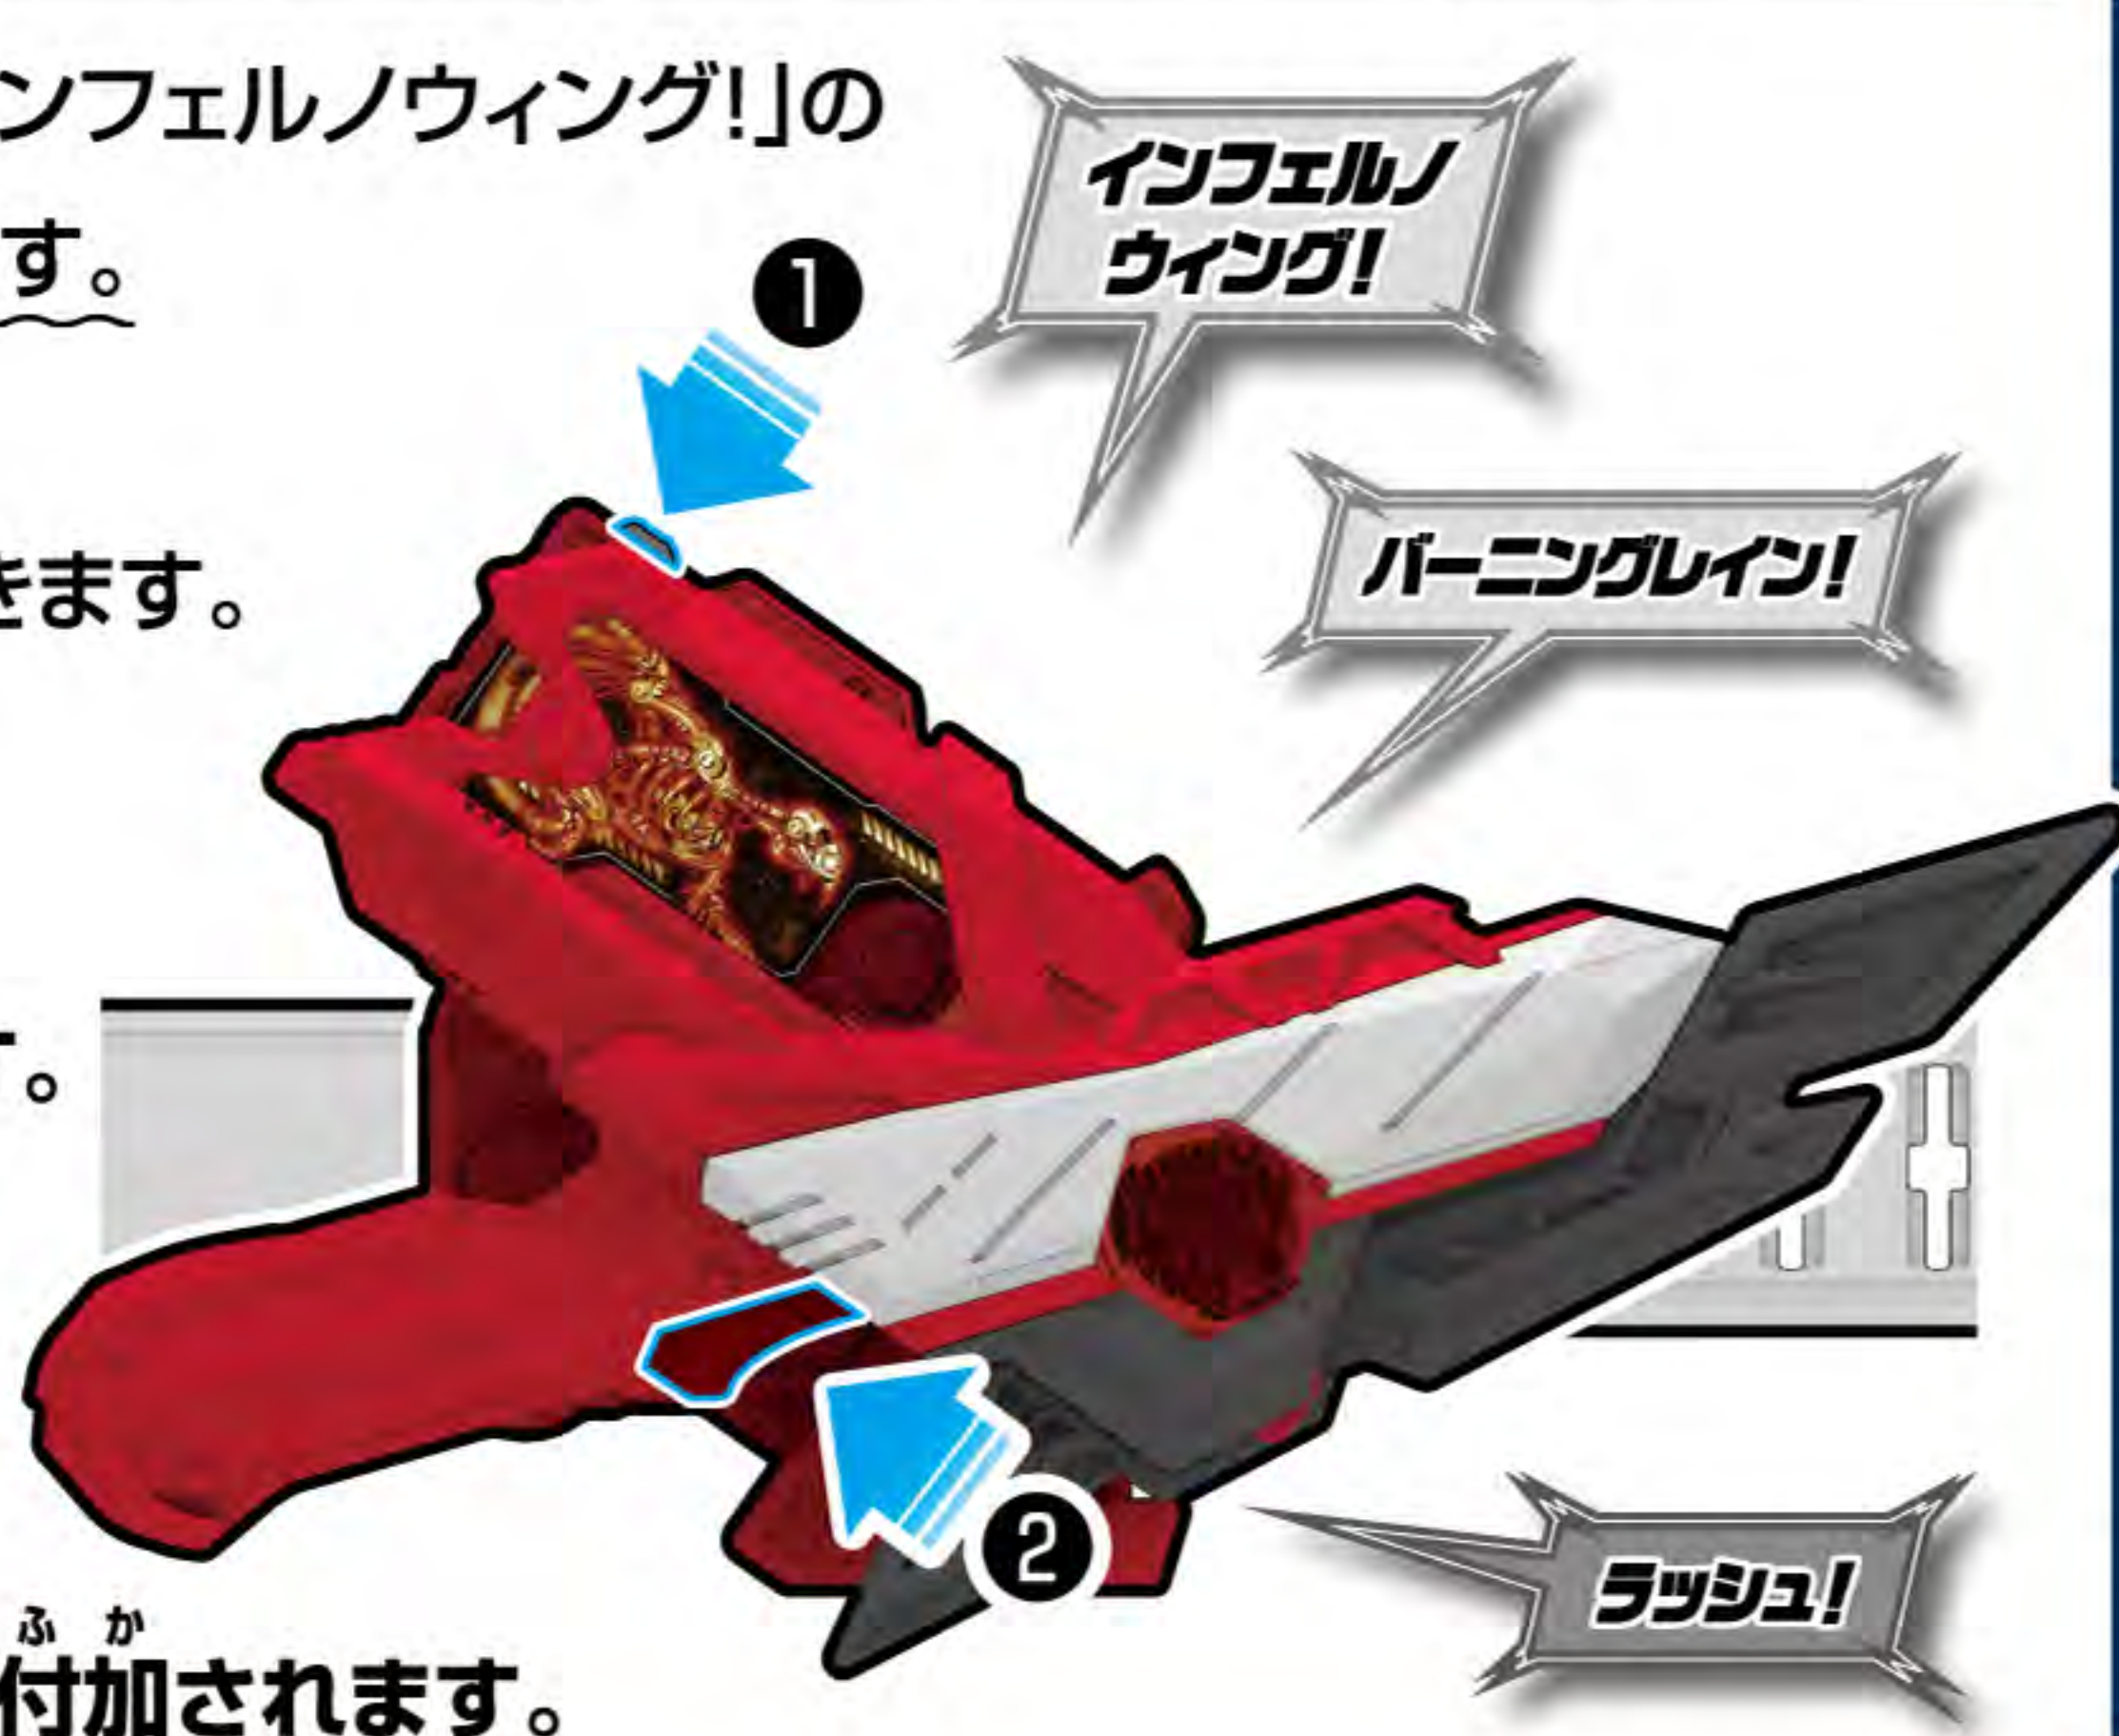 ンフェルノウィング!」の
す。
インフェルノ
ウィング!
❶
きます。
バーニングレイン!
す。
❷
ラッシュ!
ふか
付加されます。